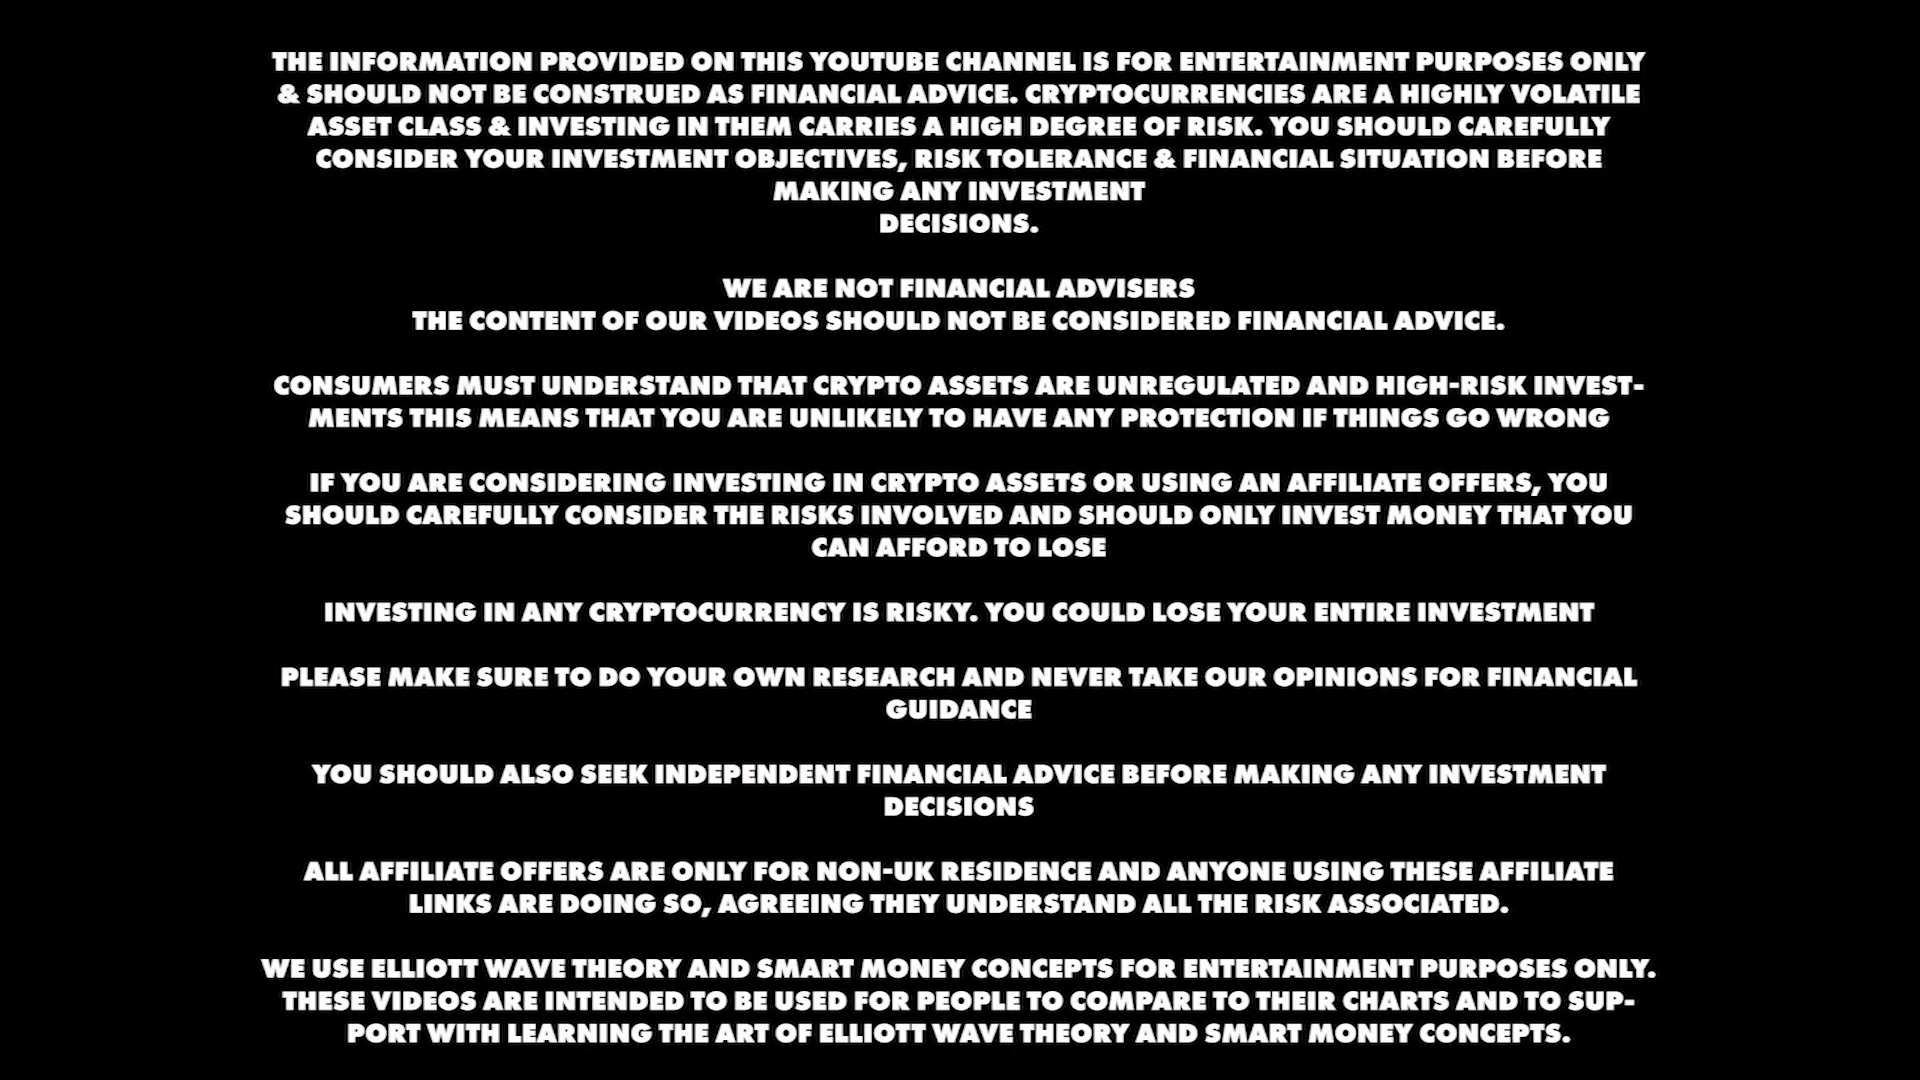 THE INFORMATION PROVIDED ON THIS YOUTUBE CHANNEL IS FOR ENTERTAINMENT PURPOSES ONLY
& SHOULD NOT BE CONSTRUED AS FINANCIAL ADVICE. CRYPTOCURRENCIES ARE A HIGHLY VOLATILE
ASSET CLASS & INVESTING IN THEM CARRIES A HIGH DEGREE OF RISK. YOU SHOULD CAREFULLY
CONSIDER YOUR INVESTMENT OBJECTIVES, RISK TOLERANCE & FINANCIAL SITUATION BEFORE
MAKING ANY INVESTMENT
DECISIONS.
WE ARE NOT FINANCIAL ADVISERS
THE CONTENT OF OUR VIDEOS SHOULD NOT BE CONSIDERED FINANCIAL ADVICE.
CONSUMERS MUST UNDERSTAND THAT CRYPTO ASSETS ARE UNREGULATED AND HIGH-RISK INVEST-
MENTS THIS MEANS THAT YOU ARE UNLIKELY TO HAVE ANY PROTECTION IF THINGS GO WRONG
IF YOU ARE CONSIDERING INVESTING IN CRYPTO ASSETS OR USING AN AFFILIATE OFFERS, YOU
SHOULD CAREFULLY CONSIDER THE RISKS INVOLVED AND SHOULD ONLY INVEST MONEY THAT YOU
CAN AFFORD TO LOSE
INVESTING IN ANY CRYPTOCURRENCY IS RISKY. YOU COULD LOSE YOUR ENTIRE INVESTMENT
PLEASE MAKE SURE TO DO YOUR OWN RESEARCH AND NEVER TAKE OUR OPINIONS FOR FINANCIAL
GUIDANCE
YOU SHOULD ALSO SEEK INDEPENDENT FINANCIAL ADVICE BEFORE MAKING ANY INVESTMENT
DECISIONS
ALL AFFILIATE OFFERS ARE ONLY FOR NON-UK RESIDENCE AND ANYONE USING THESE AFFILIATE
LINKS ARE DOING SO, AGREEING THEY UNDERSTAND ALL THE RISK ASSOCIATED.
WE USE ELLIOTT WAVE THEORY AND SMART MONEY CONCEPTS FOR ENTERTAINMENT PURPOSES ONLY.
THESE VIDEOS ARE INTENDED TO BE USED FOR PEOPLE TO COMPARE TO THEIR CHARTS AND TO SUP-
PORT WITH LEARNING THE ART OF ELLIOTT WAVE THEORY AND SMART MONEY CONCEPTS.